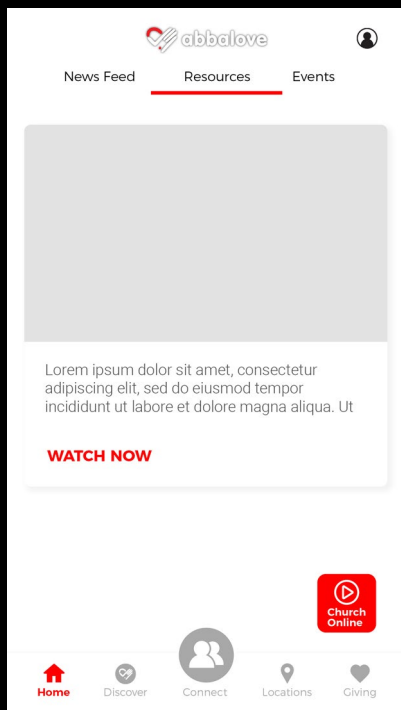 abbalove
News Feed Resources Events
Lorem ipsum dolor sit amet, consectetur
adipiscing elit, sed do eiusmod tempor
incididunt ut labore et dolore magna aliqua. Ut
WATCH NOW
Church
Online
Home Discover Connect Locations Giving